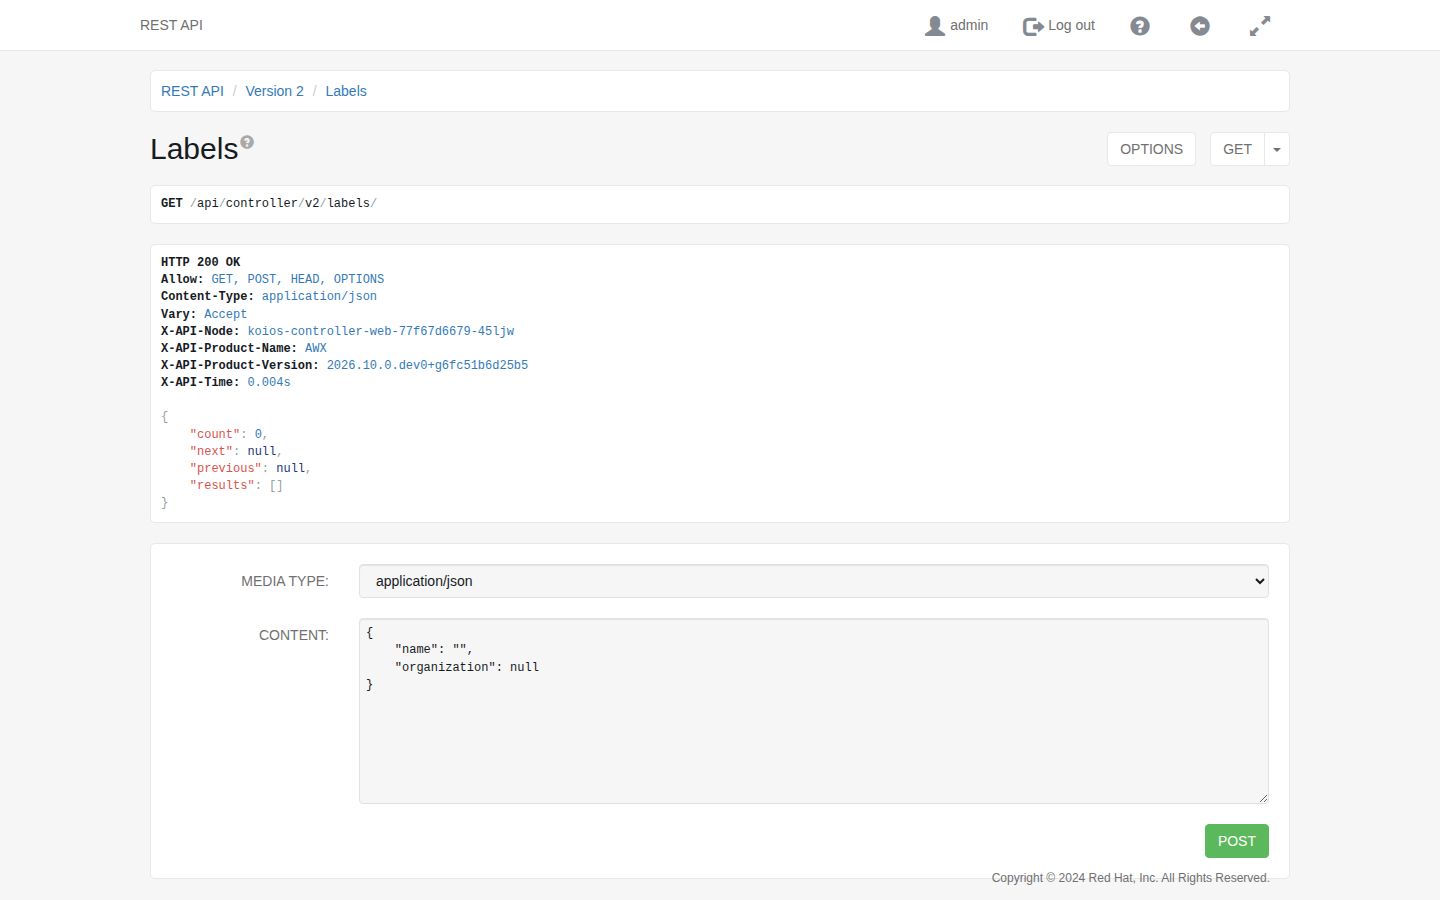 REST API
admin
Log out
REST API / Version 2 / Labels
Labels
OPTIONS
GET
GET /api/controller/v2/labels/
HTTP 200 OK
Allow: GET, POST, HEAD, OPTIONS
Content-Type: application/json
Vary: Accept
X-API-Node: koios-controller-web-77f67d6679-45ljw
X-API-Product-Name: AWX
X-API-Product-Version: 2026.10.0.dev0+g6fc51b6d25b5
X-API-Time: 0.004s
{
    "count": 0,
    "next": null,
    "previous": null,
    "results": []
}
MEDIA TYPE:
application/json
CONTENT:
{
    "name": "",
    "organization": null
}
POST
Copyright © 2024 Red Hat, Inc. All Rights Reserved.